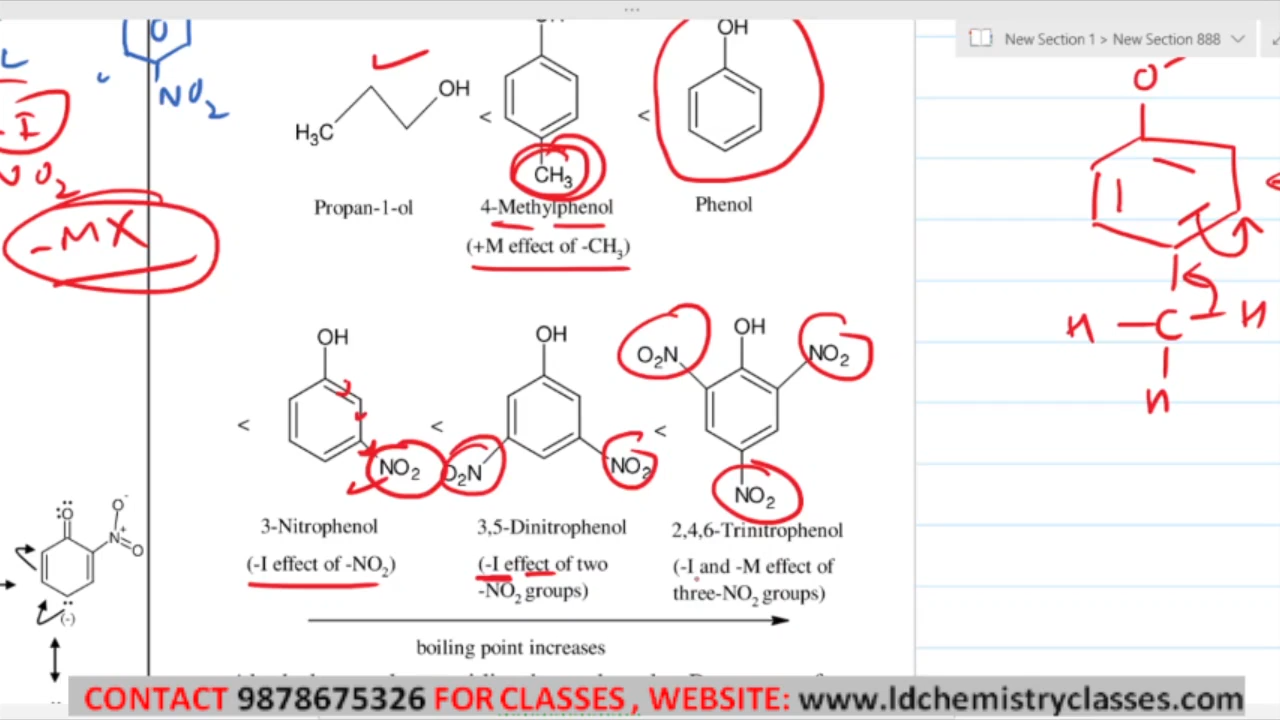 New Section 1 > New Section 888
OH
OH
H3C
<
<
CH3
Propan-1-ol
4-Methylphenol
Phenol
(+M effect of -CH3)
NO2
I
O2
-MX
O-
H
C
H
H
OH
OH
OH
O2N
NO2
<
<
<
NO2
O2N
NO2
NO2
3-Nitrophenol
3,5-Dinitrophenol
2,4,6-Trinitrophenol
(-I effect of -NO2)
(-I effect of two
-NO2 groups)
(-I and -M effect of
three-NO2 groups)
:O:
O-
N+
O
(-)
boiling point increases
CONTACT 9878675326 FOR CLASSES , WEBSITE: www.ldchemistryclasses.com